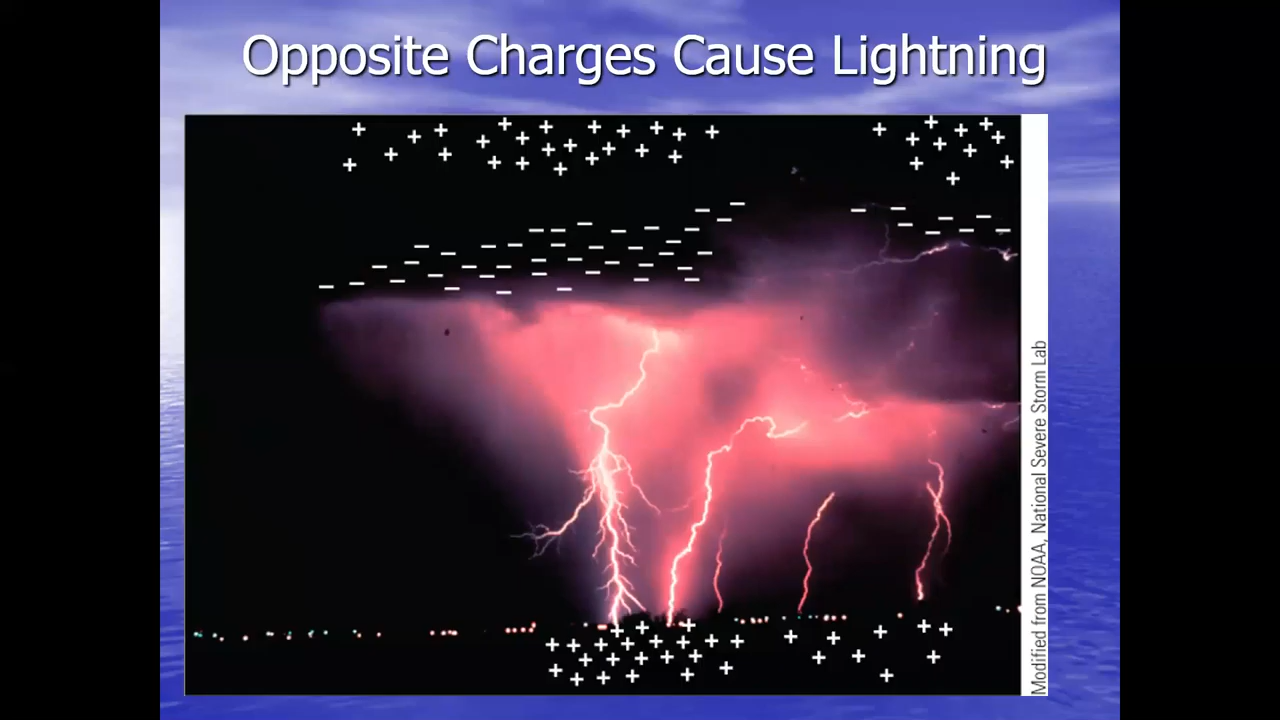 Opposite Charges Cause Lightning
Modified from NOAA, National Severe Storm Lab